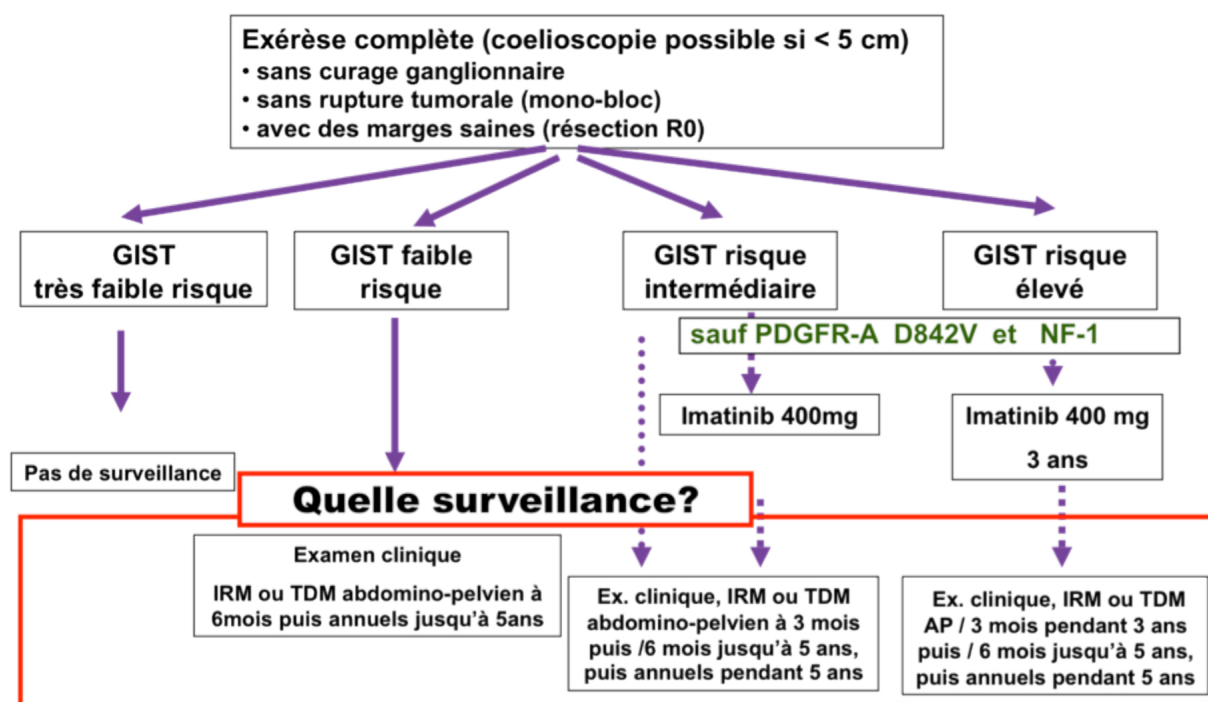 Exérèse complète (coelioscopie possible si < 5 cm)
• sans curage ganglionnaire
• sans rupture tumorale (mono-bloc)
• avec des marges saines (résection R0)
GIST
très faible risque
GIST faible
risque
GIST risque
intermédiaire
GIST risque
élevé
sauf PDGFR-A D842V et NF-1
Imatinib 400mg
Imatinib 400 mg
3 ans
Pas de surveillance
Quelle surveillance?
Examen clinique
IRM ou TDM abdomino-pelvien à
6mois puis annuels jusqu'à 5ans
Ex. clinique, IRM ou TDM
abdomino-pelvien à 3 mois
puis /6 mois jusqu'à 5 ans,
puis annuels pendant 5 ans
Ex. clinique, IRM ou TDM
AP / 3 mois pendant 3 ans
puis / 6 mois jusqu'à 5 ans,
puis annuels pendant 5 ans